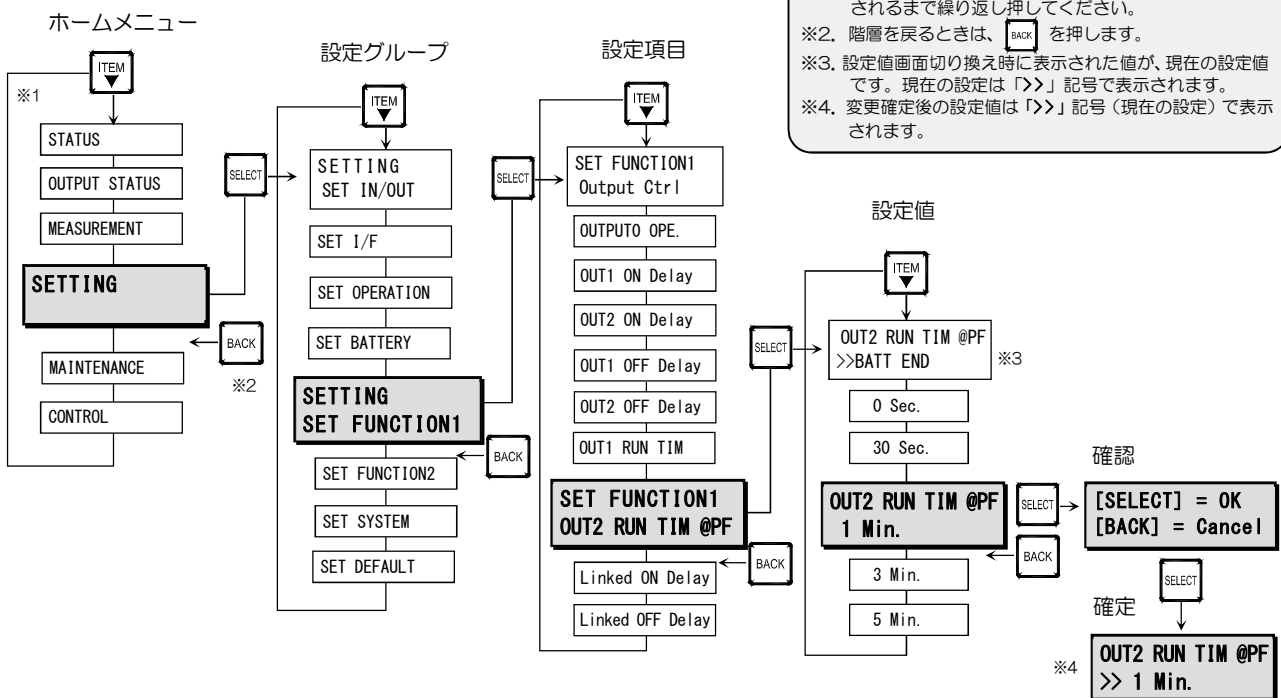 ホームメニュー
ITEM
※1
STATUS
OUTPUT STATUS
MEASUREMENT
SETTING
MAINTENANCE
CONTROL
SELECT
BACK
※2
設定グループ
ITEM
SETTING
SET IN/OUT
SET I/F
SET OPERATION
SET BATTERY
SETTING
SET FUNCTION1
SET FUNCTION2
SET SYSTEM
SET DEFAULT
SELECT
BACK
設定項目
ITEM
SET FUNCTION1
Output Ctrl
OUTPUT0 OPE.
OUT1 ON Delay
OUT2 ON Delay
OUT1 OFF Delay
OUT2 OFF Delay
OUT1 RUN TIM
SET FUNCTION1
OUT2 RUN TIM @PF
Linked ON Delay
Linked OFF Delay
SELECT
BACK
されるまで繰り返し押してください。
※2. 階層を戻るときは、 BACK を押します。
※3. 設定値画面切り換え時に表示された値が、現在の設定値
です。現在の設定は「>>」記号で表示されます。
※4. 変更確定後の設定値は「>>」記号（現在の設定）で表示
されます。
設定値
ITEM
OUT2 RUN TIM @PF
>>BATT END
※3
0 Sec.
30 Sec.
OUT2 RUN TIM @PF
1 Min.
3 Min.
5 Min.
SELECT
BACK
確認
[SELECT] = OK
[BACK] = Cancel
SELECT
確定
※4
OUT2 RUN TIM @PF
>> 1 Min.